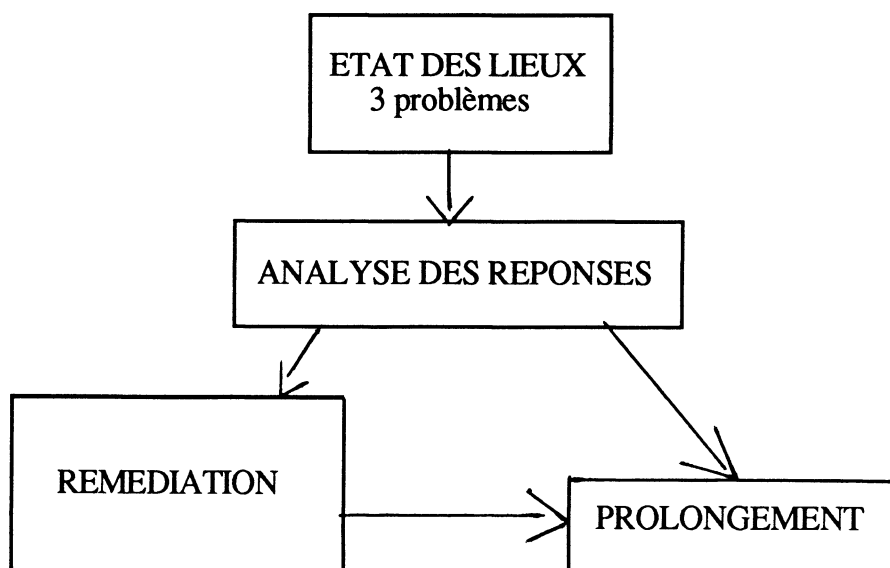 ETAT DES LIEUX
3 problèmes
ANALYSE DES REPONSES
REMEDIATION
PROLONGEMENT